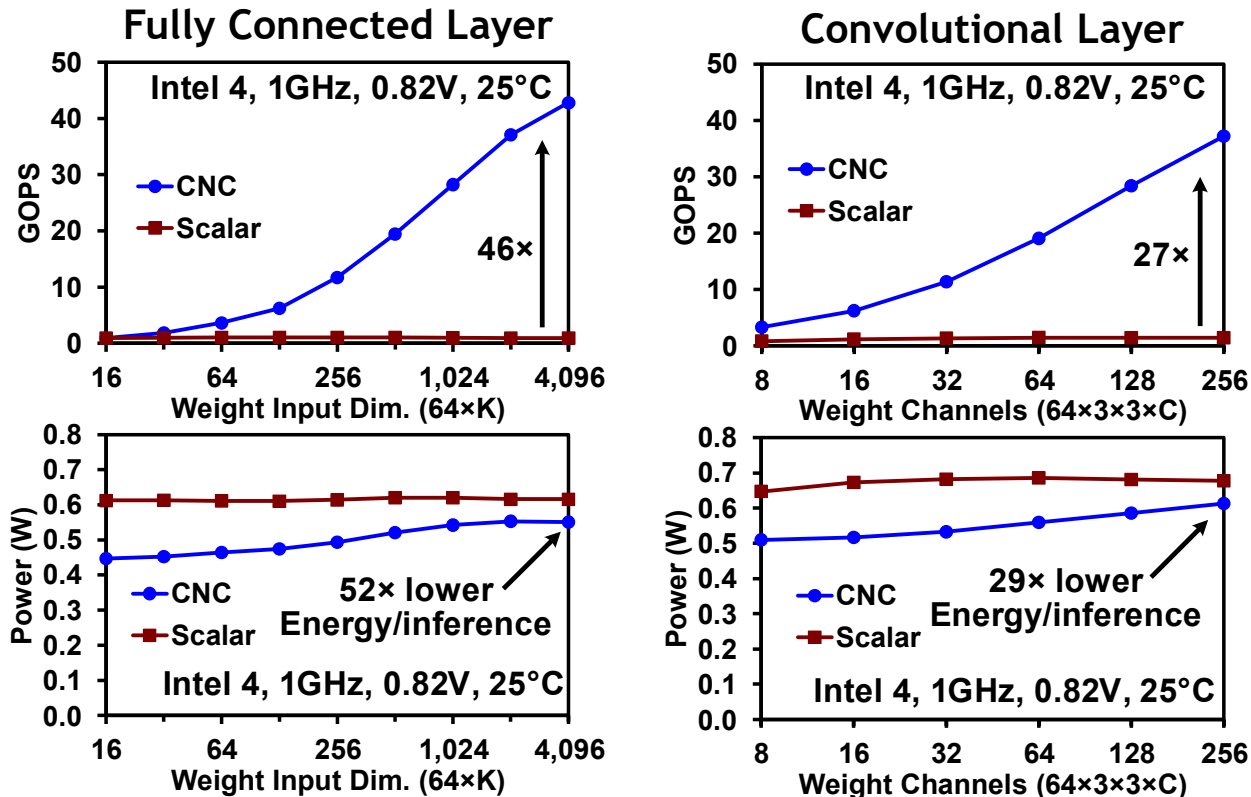 Fully Connected Layer
50
40
30
20
10
0
GOPS
Intel 4, 1GHz, 0.82V, 25°C
CNC
Scalar
46×
16
64
256
1,024
4,096
Weight Input Dim. (64×K)
Convolutional Layer
50
40
30
20
10
0
GOPS
Intel 4, 1GHz, 0.82V, 25°C
CNC
Scalar
27×
8
16
32
64
128
256
Weight Channels (64×3×3×C)
0.8
0.7
0.6
0.5
0.4
0.3
0.2
0.1
0.0
Power (W)
CNC
Scalar
52× lower
Energy/inference
Intel 4, 1GHz, 0.82V, 25°C
16
64
256
1,024
4,096
Weight Input Dim. (64×K)
0.8
0.7
0.6
0.5
0.4
0.3
0.2
0.1
0.0
Power (W)
CNC
Scalar
29× lower
Energy/inference
Intel 4, 1GHz, 0.82V, 25°C
8
16
32
64
128
256
Weight Channels (64×3×3×C)